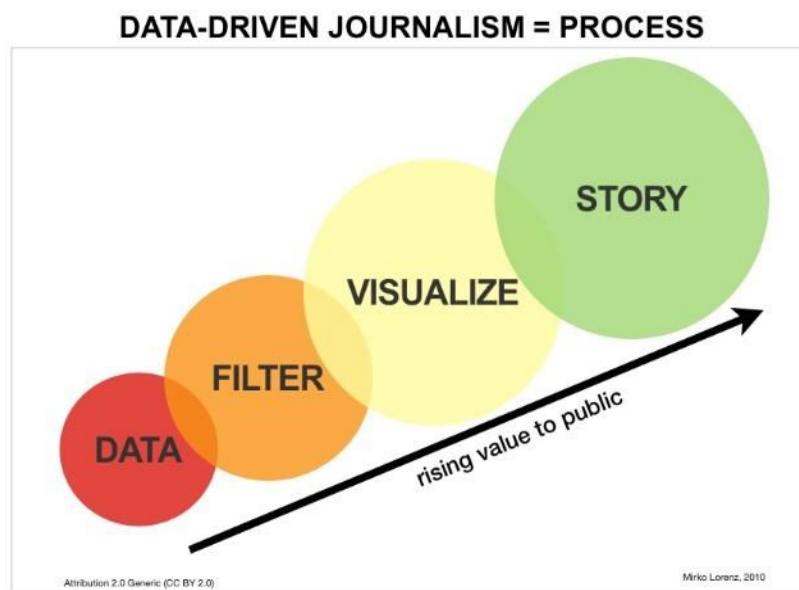 DATA-DRIVEN JOURNALISM = PROCESS
STORY
VISUALIZE
FILTER
DATA
rising value to public
Attribution 2.0 Generic (CC BY 2.0)
Mirko Lorenz, 2010